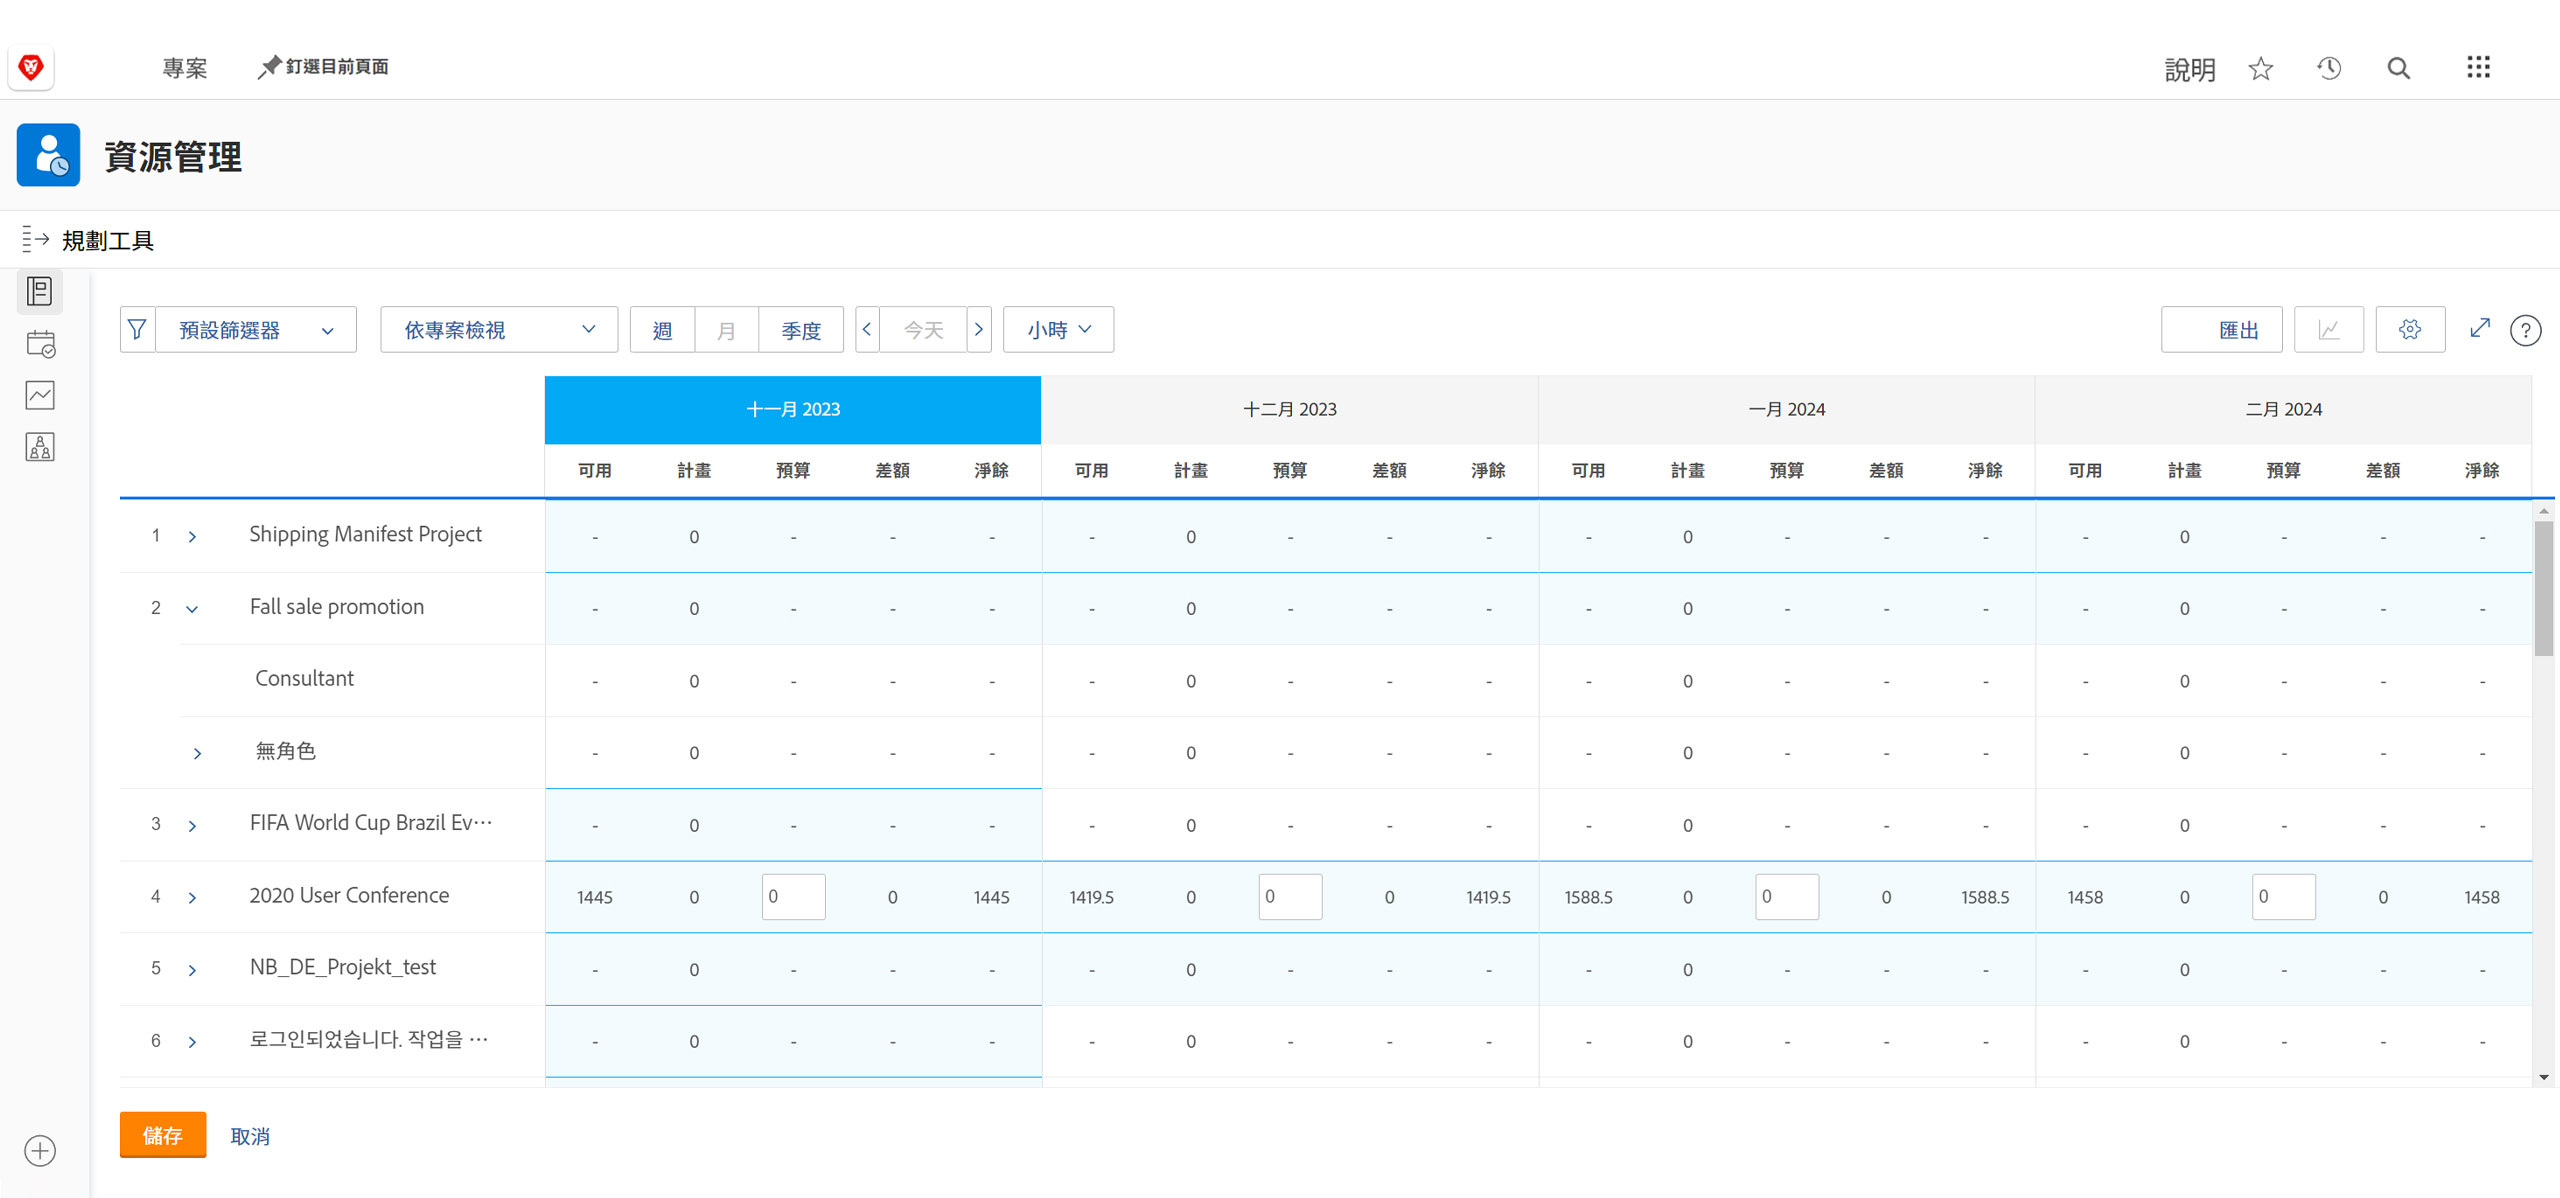 專案 釘選目前頁面 說明
資源管理
規劃工具
預設篩選器 依專案檢視 週 月 季度 今天 小時 匯出
十一月 2023 十二月 2023 一月 2024 二月 2024
可用 計畫 預算 差額 淨餘 可用 計畫 預算 差額 淨餘 可用 計畫 預算 差額 淨餘 可用 計畫 預算 差額 淨餘
1 Shipping Manifest Project - 0 - - - - 0 - - - - 0 - - - - 0 - - -
2 Fall sale promotion - 0 - - - - 0 - - - - 0 - - - - 0 - - -
Consultant - 0 - - - - 0 - - - - 0 - - - - 0 - - -
無角色 - 0 - - - - 0 - - - - 0 - - - - 0 - - -
3 FIFA World Cup Brazil Ev… - 0 - - - - 0 - - - - 0 - - - - 0 - - -
4 2020 User Conference 1445 0 0 0 1445 1419.5 0 0 0 1419.5 1588.5 0 0 0 1588.5 1458 0 0 0 1458
5 NB_DE_Projekt_test - 0 - - - - 0 - - - - 0 - - - - 0 - - -
6 로그인되었습니다. 작업을 … - 0 - - - - 0 - - - - 0 - - - - 0 - - -
儲存 取消